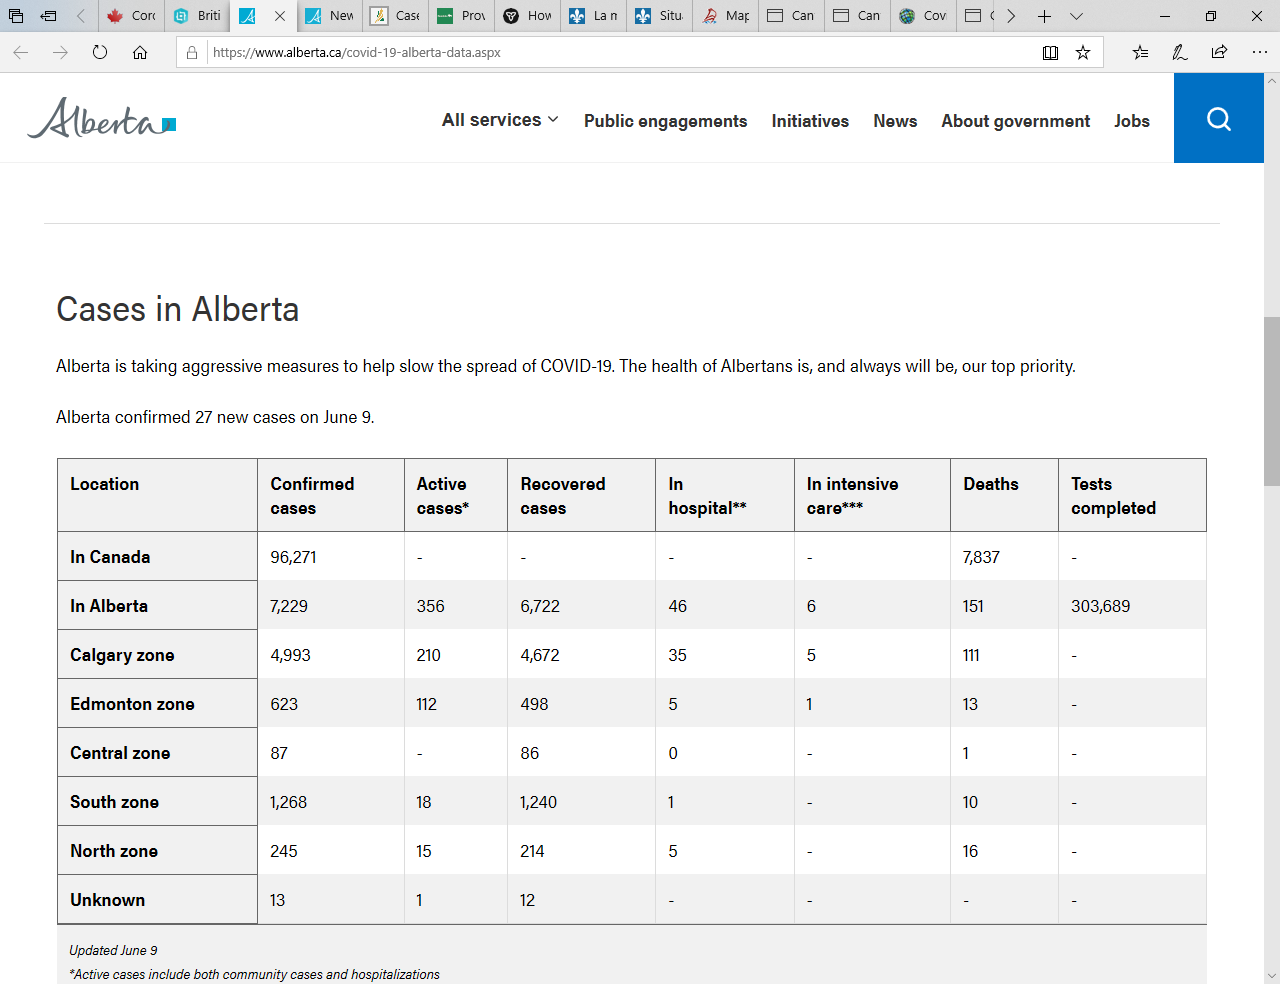 Corc
Briti
New
Case
Prov
How
La m
Situ
Map
Can
Can
Cov
https://www.alberta.ca/covid-19-alberta-data.aspx
Alberta
All services Public engagements Initiatives News About government Jobs
Cases in Alberta
Alberta is taking aggressive measures to help slow the spread of COVID-19. The health of Albertans is, and always will be, our top priority.
Alberta confirmed 27 new cases on June 9.
Location Confirmed cases Active cases* Recovered cases In hospital** In intensive care*** Deaths Tests completed
In Canada 96,271 - - - - 7,837 -
In Alberta 7,229 356 6,722 46 6 151 303,689
Calgary zone 4,993 210 4,672 35 5 111 -
Edmonton zone 623 112 498 5 1 13 -
Central zone 87 - 86 0 - 1 -
South zone 1,268 18 1,240 1 - 10 -
North zone 245 15 214 5 - 16 -
Unknown 13 1 12 - - - -
Updated June 9
*Active cases include both community cases and hospitalizations